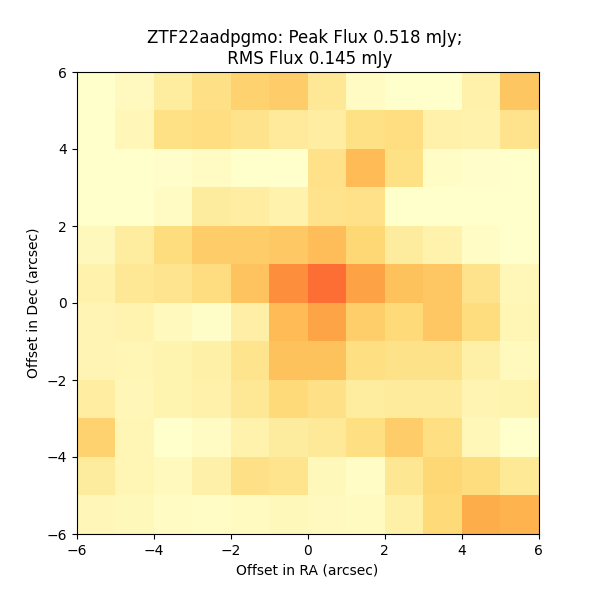 ZTF22aadpgmo: Peak Flux 0.518 mJy;
RMS Flux 0.145 mJy
6
4
2
0
−2
−4
−6
Offset in Dec (arcsec)
−6 −4 −2 0 2 4 6
Offset in RA (arcsec)